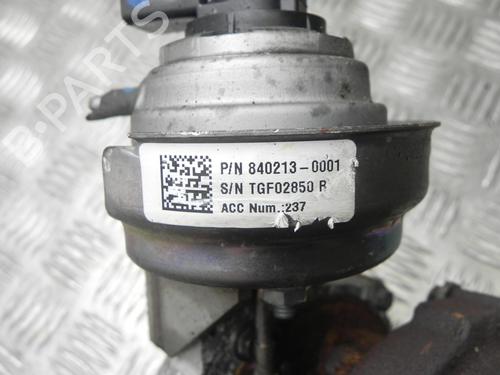 P/N 840213-0001
S/N TGF02850 R
ACC Num.:237
B-PARTS